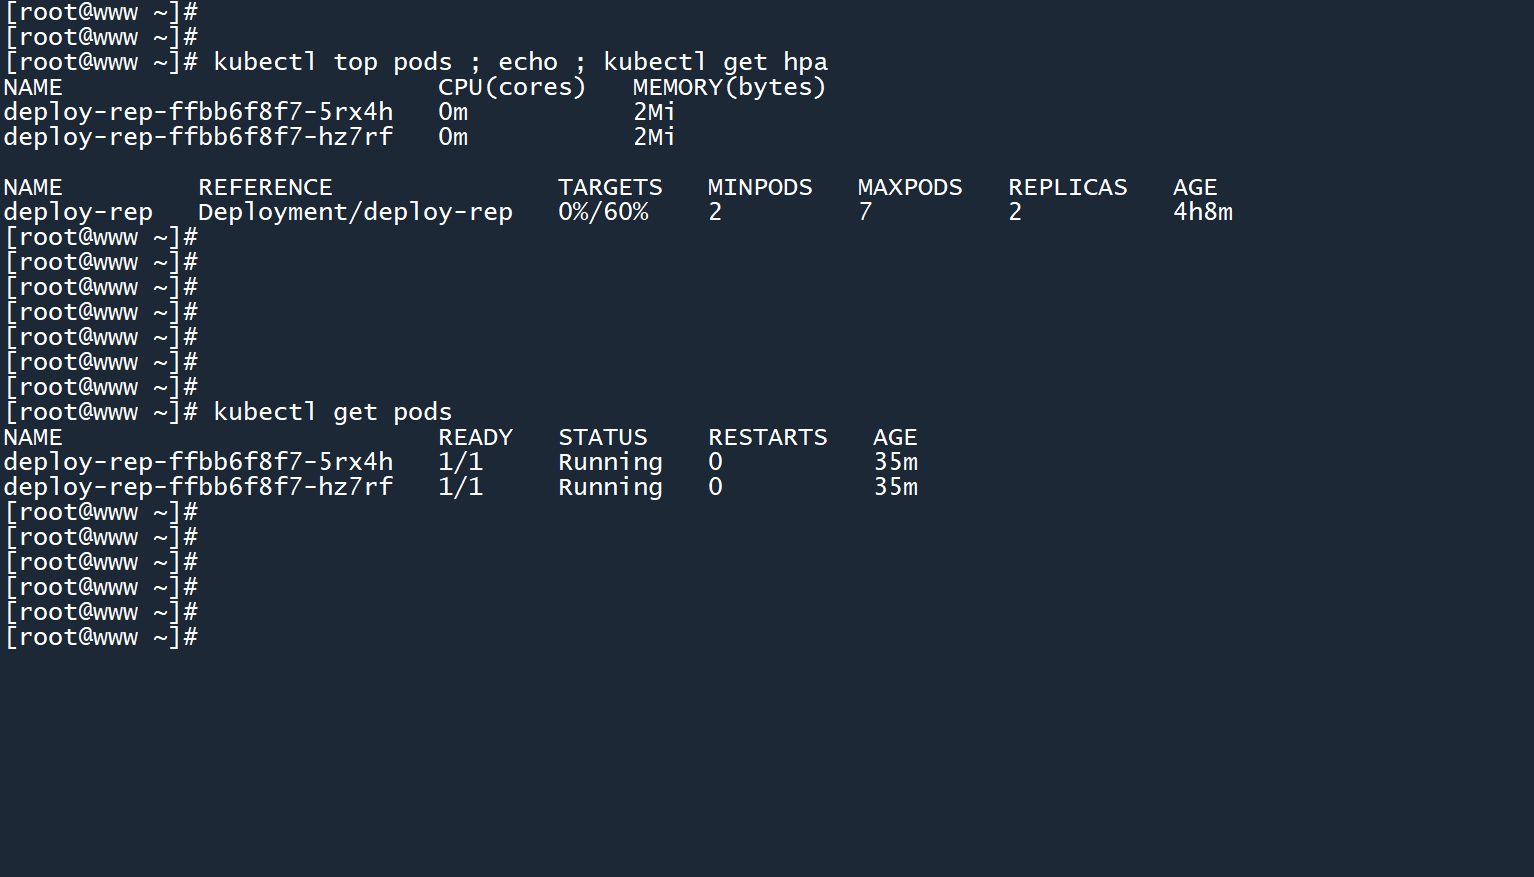 [root@www ~]#
[root@www ~]#
[root@www ~]# kubectl top pods ; echo ; kubectl get hpa
NAME                         CPU(cores)   MEMORY(bytes)
deploy-rep-ffbb6f8f7-5rx4h   0m           2Mi
deploy-rep-ffbb6f8f7-hz7rf   0m           2Mi

NAME         REFERENCE               TARGETS   MINPODS   MAXPODS   REPLICAS   AGE
deploy-rep   Deployment/deploy-rep   0%/60%    2         7         2          4h8m
[root@www ~]#
[root@www ~]#
[root@www ~]#
[root@www ~]#
[root@www ~]#
[root@www ~]#
[root@www ~]#
[root@www ~]# kubectl get pods
NAME                         READY   STATUS    RESTARTS   AGE
deploy-rep-ffbb6f8f7-5rx4h   1/1     Running   0          35m
deploy-rep-ffbb6f8f7-hz7rf   1/1     Running   0          35m
[root@www ~]#
[root@www ~]#
[root@www ~]#
[root@www ~]#
[root@www ~]#
[root@www ~]#